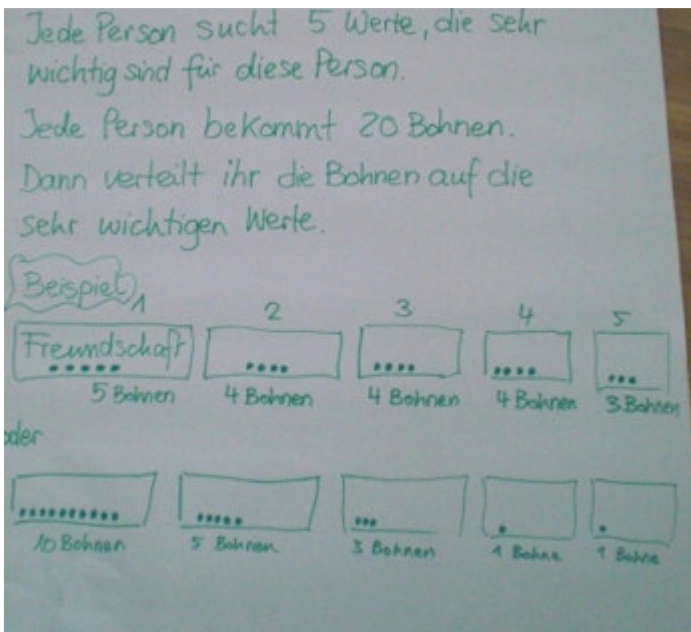 Jede Person sucht 5 Werte, die sehr
wichtig sind für diese Person.
Jede Person bekommt 20 Bohnen.
Dann verteilt ihr die Bohnen auf die
sehr wichtigen Werte.
Beispiel
1 2 3 4 5
Freundschaft
5 Bohnen 4 Bohnen 4 Bohnen 4 Bohnen 3 Bohnen
oder
10 Bohnen 5 Bohnen 3 Bohnen 1 Bohne 1 Bohne